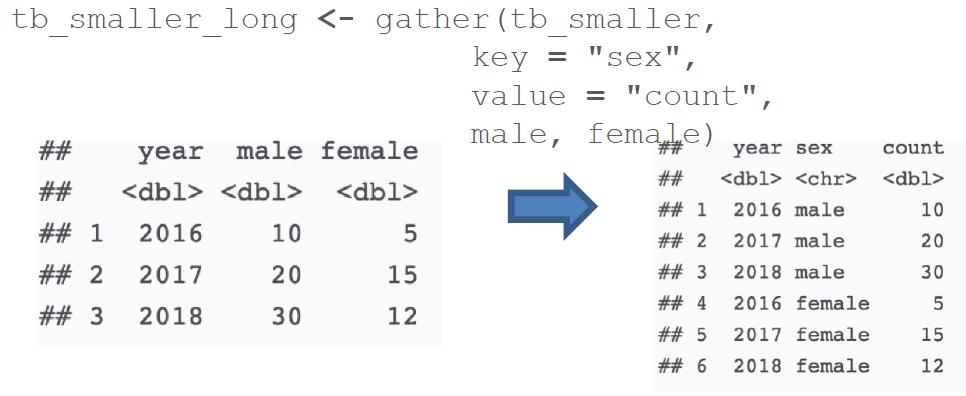 tb_smaller_long <- gather(tb_smaller,
key = "sex",
value = "count",
male, female)
##      year  male female
##     <dbl> <dbl>  <dbl>
## 1  2016    10      5
## 2  2017    20     15
## 3  2018    30     12
##     year sex    count
##    <dbl> <chr>  <dbl>
## 1  2016 male      10
## 2  2017 male      20
## 3  2018 male      30
## 4  2016 female     5
## 5  2017 female    15
## 6  2018 female    12